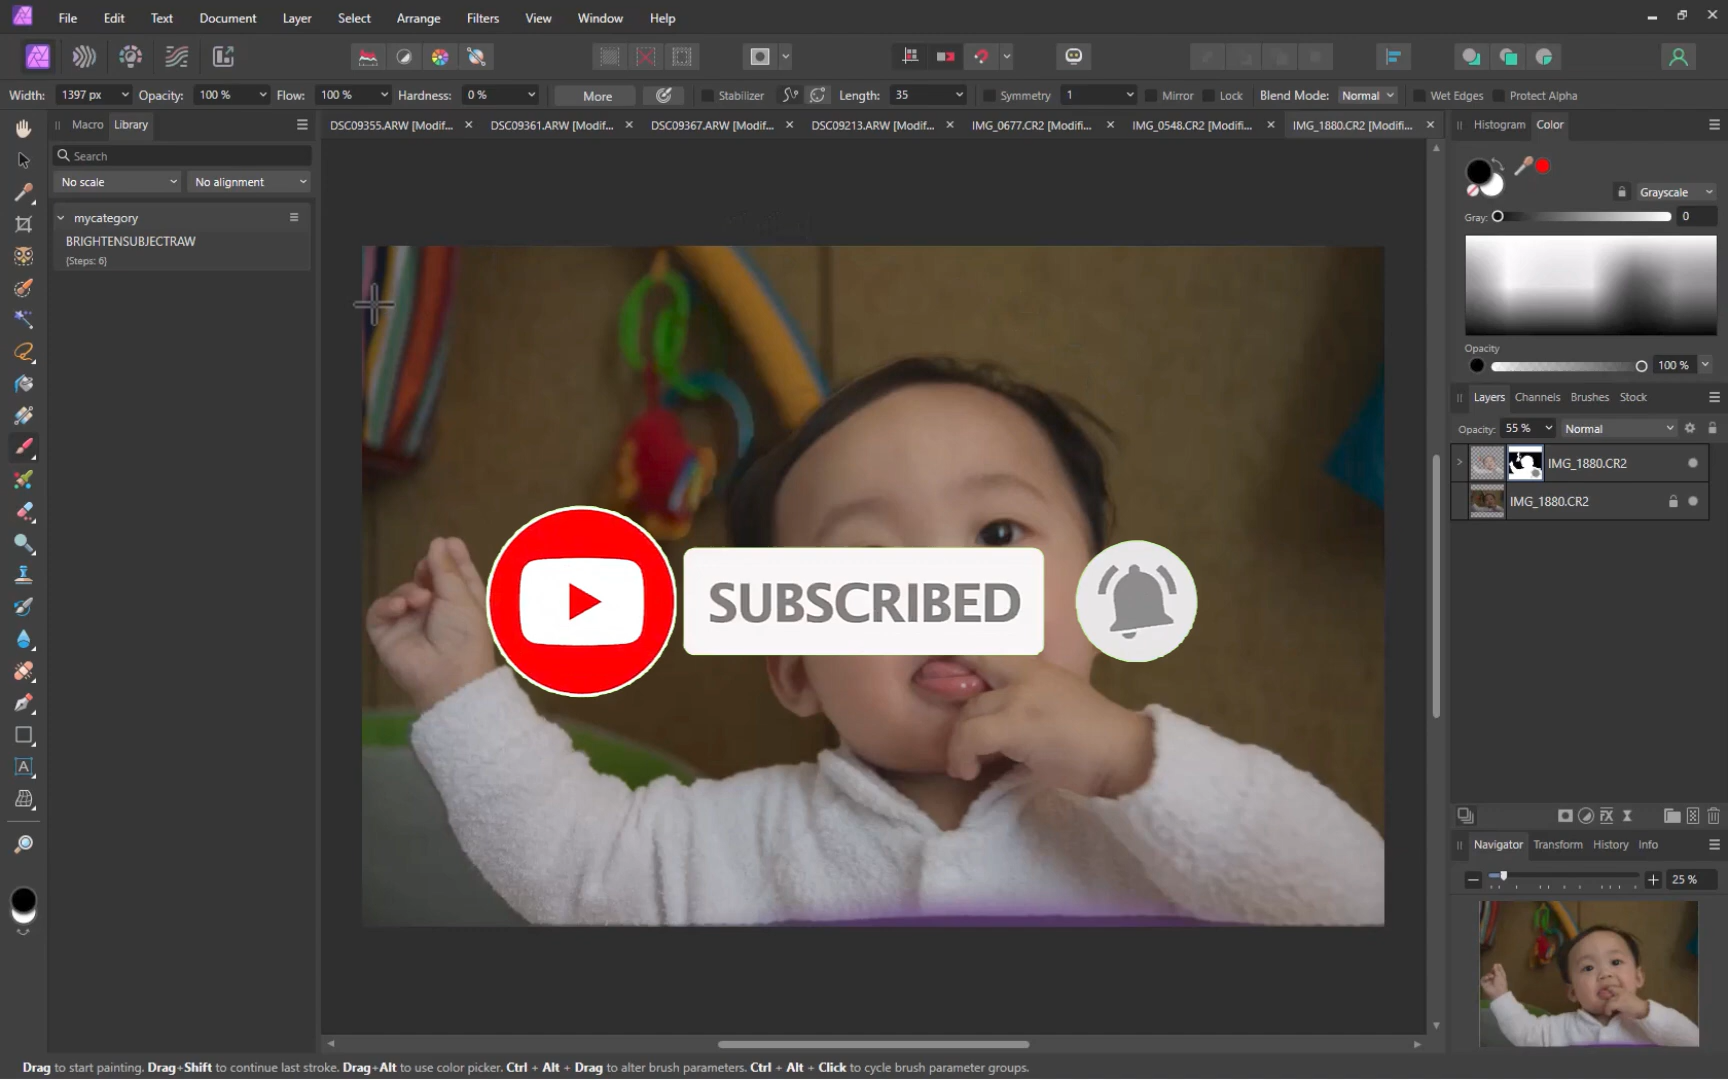 File Edit Text Document Layer Select Arrange Filters View Window Help
Width: 1397 px Opacity: 100 % Flow: 100 % Hardness: 0 % More Stabilizer Length: 35 Symmetry 1 Mirror Lock Blend Mode: Normal Wet Edges Protect Alpha
Macro Library
DSC09355.ARW [Modif... DSC09361.ARW [Modif... DSC09367.ARW [Modif... DSC09213.ARW [Modif... IMG_0677.CR2 [Modifi... IMG_0548.CR2 [Modifi... IMG_1880.CR2 [Modifi...
Histogram Color
Search
No scale No alignment
mycategory
BRIGHTENSUBJECTRAW
{Steps: 6}
Grayscale
Gray: 0
Opacity
100 %
Layers Channels Brushes Stock
Opacity: 55 % Normal
IMG_1880.CR2
IMG_1880.CR2
SUBSCRIBED
Navigator Transform History Info
25 %
Drag to start painting. Drag+Shift to continue last stroke. Drag+Alt to use color picker. Ctrl + Alt + Drag to alter brush parameters. Ctrl + Alt + Click to cycle brush parameter groups.